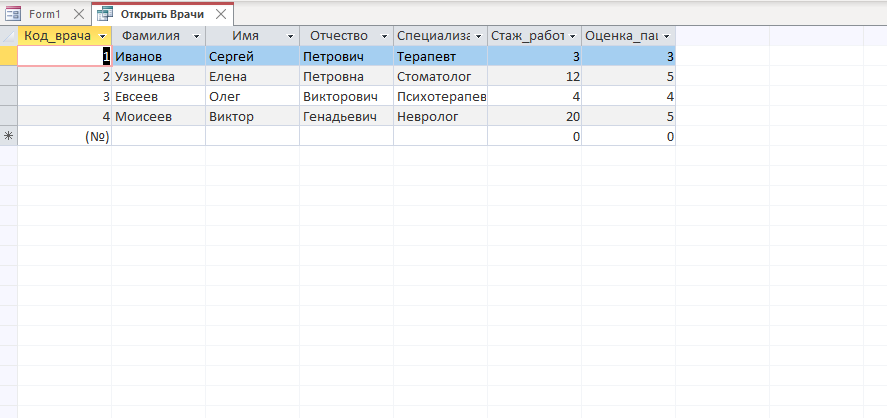 Form1 Открыть Врачи
Код_врача Фамилия Имя Отчество Специализа Стаж_работ Оценка_пац
1 Иванов Сергей Петрович Терапевт 3 3
2 Узинцева Елена Петровна Стоматолог 12 5
3 Евсеев Олег Викторович Психотерапев 4 4
4 Моисеев Виктор Генадьевич Невролог 20 5
(№) 0 0